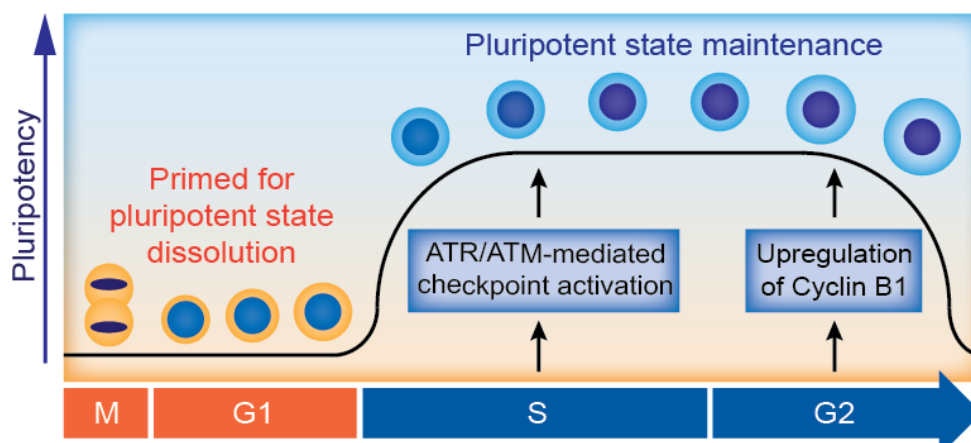 Pluripotency
Pluripotent state maintenance
Primed for
pluripotent state
dissolution
ATR/ATM-mediated
checkpoint activation
Upregulation
of Cyclin B1
M
G1
S
G2